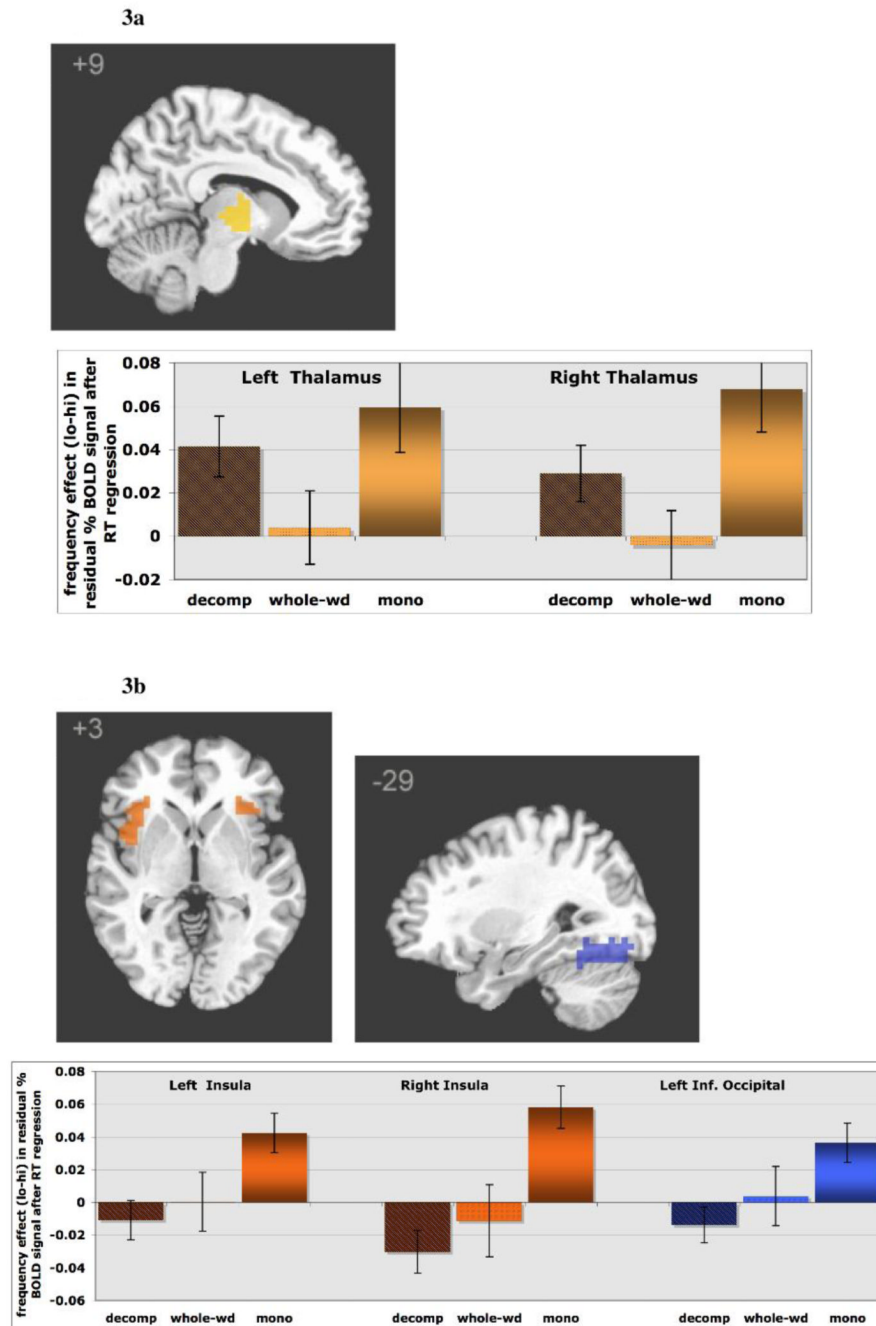 3a
+9
frequency effect (lo-hi) in
residual % BOLD signal after
RT regression
0.08
0.06
0.04
0.02
0
-0.02
Left Thalamus
Right Thalamus
decomp whole-wd mono decomp whole-wd mono
3b
+3
-29
frequency effect (lo-hi) in residual %
BOLD signal after RT regression
0.08
0.06
0.04
0.02
0
-0.02
-0.04
-0.06
Left Insula
Right Insula
Left Inf. Occipital
decomp whole-wd mono decomp whole-wd mono decomp whole-wd mono